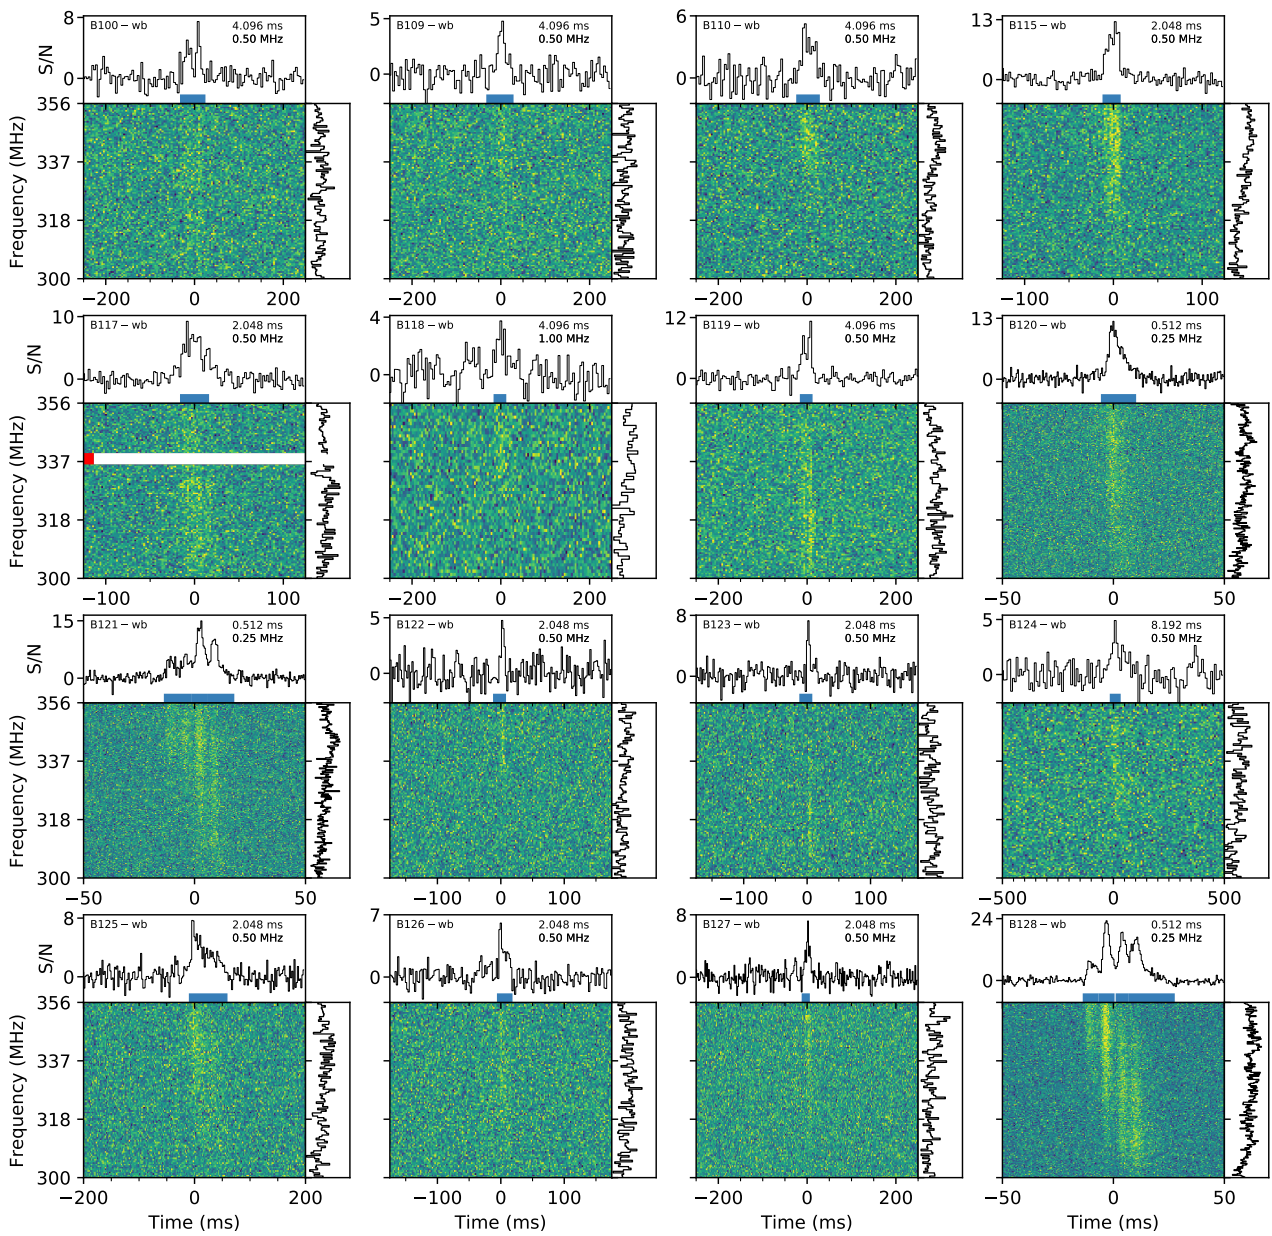 B100 − wb 4.096 ms
0.50 MHz
8
0
S/N
356
337
318
300
Frequency (MHz)
−200 0 200
B109 − wb 4.096 ms
0.50 MHz
5
0
−200 0 200
B110 − wb 4.096 ms
0.50 MHz
6
0
−200 0 200
B115 − wb 2.048 ms
0.50 MHz
13
0
−100 0 100
B117 − wb 2.048 ms
0.50 MHz
10
0
S/N
356
337
318
300
Frequency (MHz)
−100 0 100
B118 − wb 4.096 ms
1.00 MHz
4
0
−200 0 200
B119 − wb 4.096 ms
0.50 MHz
12
0
−200 0 200
B120 − wb 0.512 ms
0.25 MHz
13
0
−50 0 50
B121 − wb 0.512 ms
0.25 MHz
15
0
S/N
356
337
318
300
Frequency (MHz)
−50 0 50
B122 − wb 2.048 ms
0.50 MHz
5
0
−100 0 100
B123 − wb 2.048 ms
0.50 MHz
8
0
−100 0 100
B124 − wb 8.192 ms
0.50 MHz
5
0
−500 0 500
B125 − wb 2.048 ms
0.50 MHz
8
0
S/N
356
337
318
300
Frequency (MHz)
−200 0 200
Time (ms)
B126 − wb 2.048 ms
0.50 MHz
7
0
−100 0 100
Time (ms)
B127 − wb 2.048 ms
0.50 MHz
8
0
−200 0 200
Time (ms)
B128 − wb 0.512 ms
0.25 MHz
24
0
−50 0 50
Time (ms)